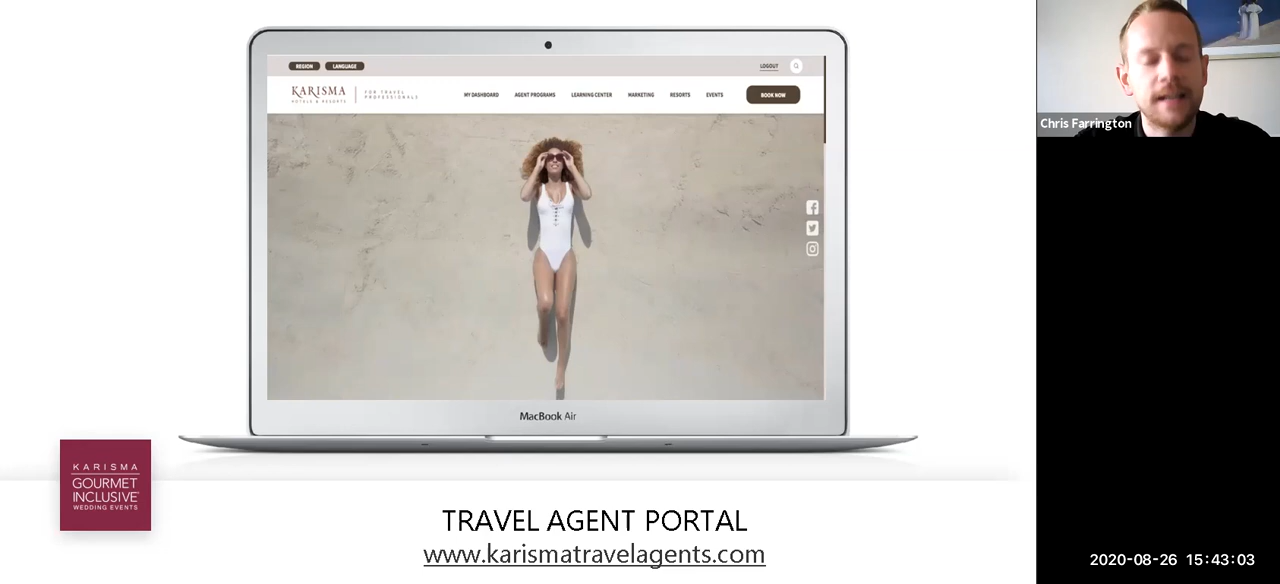 REGION LANGUAGE LOGOUT
KARISMA FOR TRAVEL
HOTELS & RESORTS PROFESSIONALS
MY DASHBOARD AGENT PROGRAMS LEARNING CENTER MARKETING RESORTS EVENTS BOOK NOW
Chris Farrington
MacBook Air
KARISMA
GOURMET
INCLUSIVE
WEDDING EVENTS
TRAVEL AGENT PORTAL
www.karismatravelagents.com
2020-08-26 15:43:03